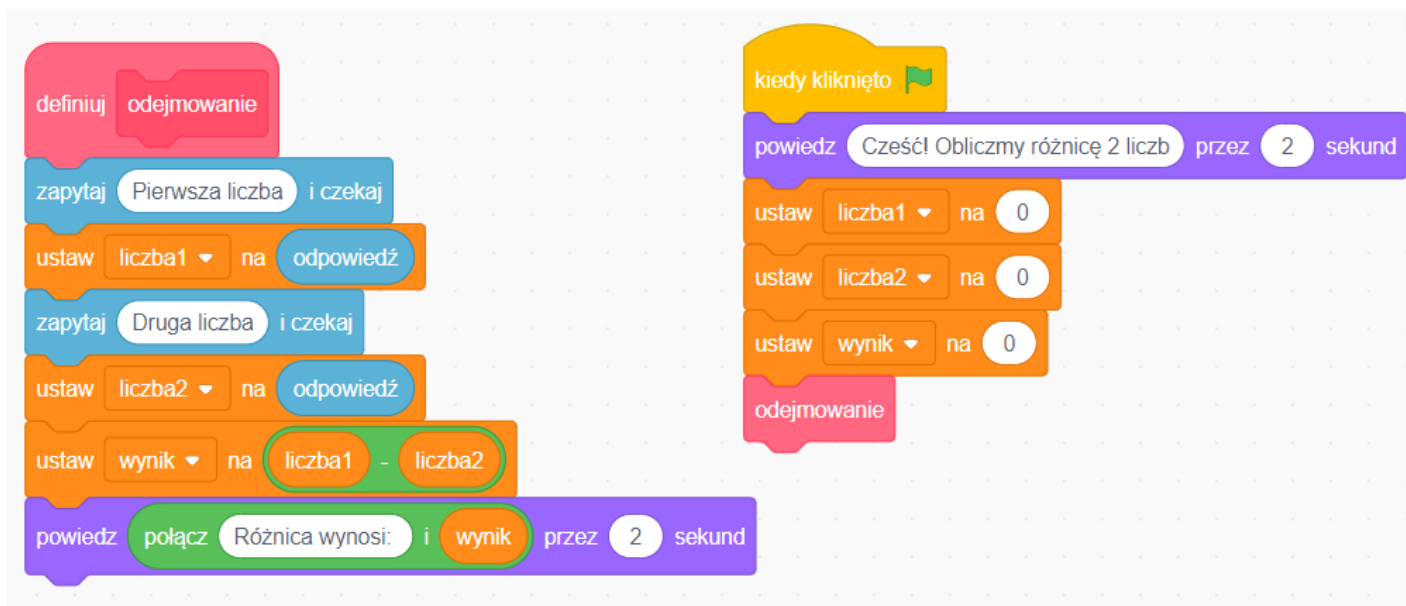 definiuj odejmowanie
zapytaj Pierwsza liczba i czekaj
ustaw liczba1 na odpowiedź
zapytaj Druga liczba i czekaj
ustaw liczba2 na odpowiedź
ustaw wynik na liczba1 - liczba2
powiedz połącz Różnica wynosi: i wynik przez 2 sekund
kiedy kliknięto
powiedz Cześć! Obliczmy różnicę 2 liczb przez 2 sekund
ustaw liczba1 na 0
ustaw liczba2 na 0
ustaw wynik na 0
odejmowanie